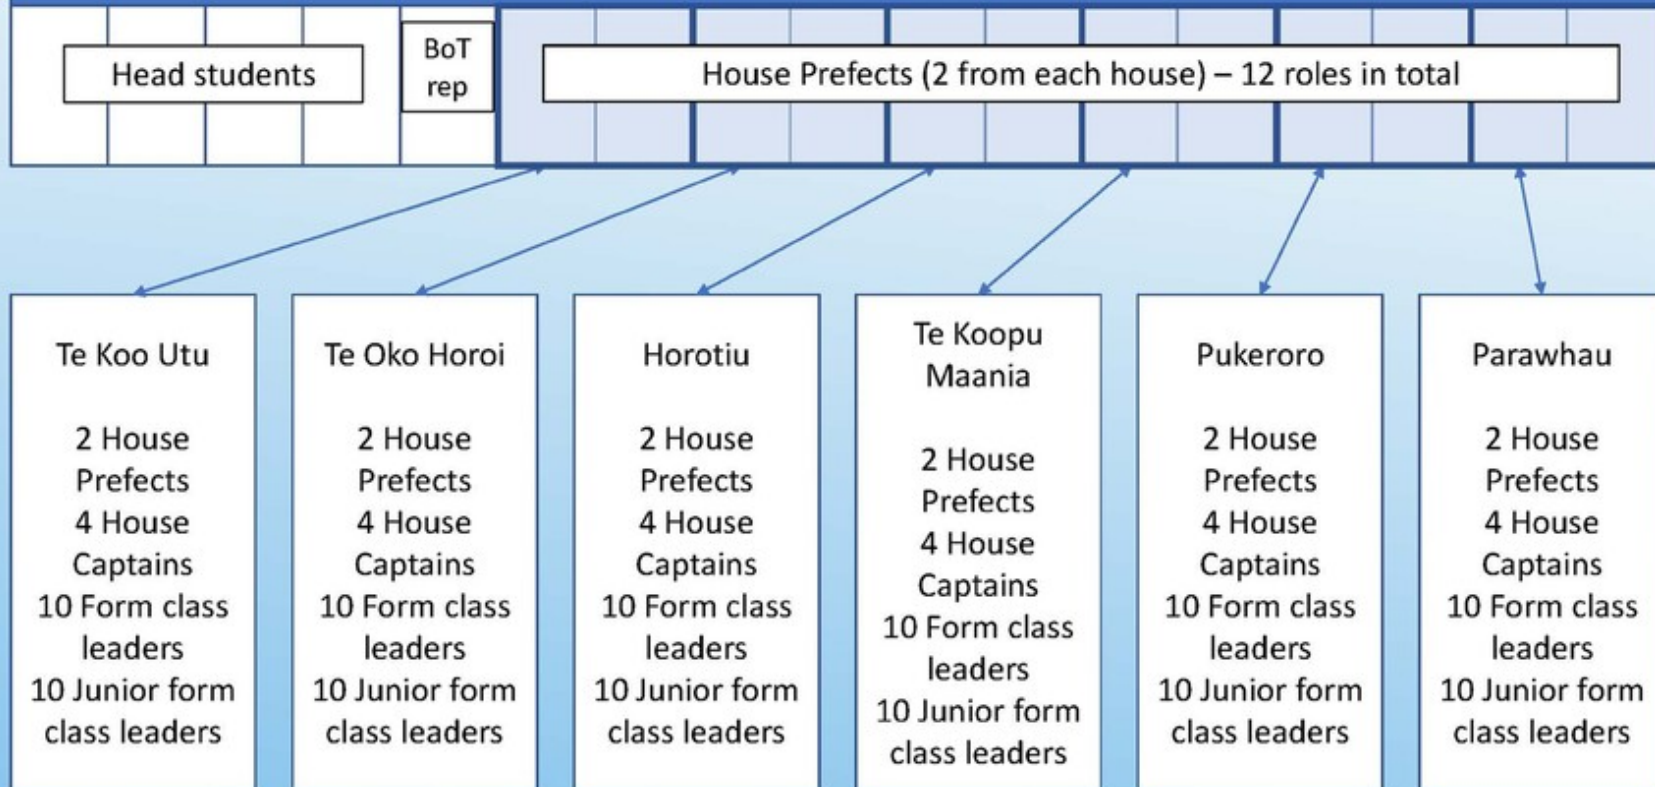 Head students
BoT
rep
House Prefects (2 from each house) – 12 roles in total
Te Koo Utu
2 House
Prefects
4 House
Captains
10 Form class
leaders
10 Junior form
class leaders
Te Oko Horoi
2 House
Prefects
4 House
Captains
10 Form class
leaders
10 Junior form
class leaders
Horotiu
2 House
Prefects
4 House
Captains
10 Form class
leaders
10 Junior form
class leaders
Te Koopu
Maania
2 House
Prefects
4 House
Captains
10 Form class
leaders
10 Junior form
class leaders
Pukeroro
2 House
Prefects
4 House
Captains
10 Form class
leaders
10 Junior form
class leaders
Parawhau
2 House
Prefects
4 House
Captains
10 Form class
leaders
10 Junior form
class leaders